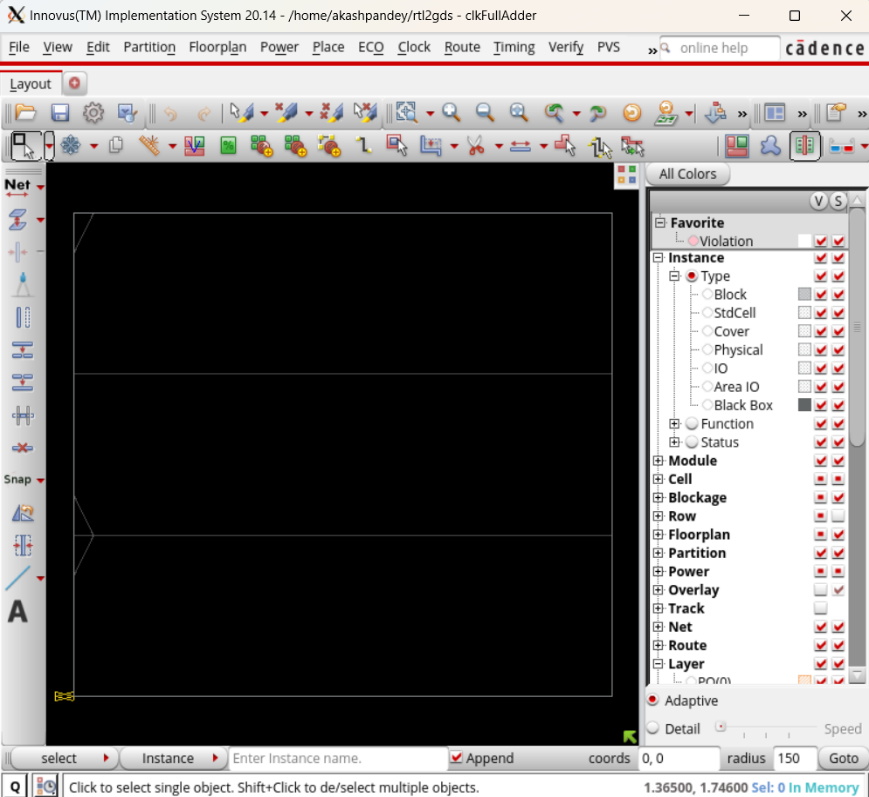 Innovus(TM) Implementation System 20.14 - /home/akashpandey/rtl2gds - clkFullAdder
File View Edit Partition Floorplan Power Place ECO Clock Route Timing Verify PVS » online help cādence
Layout
» » »
Net
Snap
A
All Colors
V S
Favorite
Violation
Instance
Type
Block
StdCell
Cover
Physical
IO
Area IO
Black Box
Function
Status
Module
Cell
Blockage
Row
Floorplan
Partition
Power
Overlay
Track
Net
Route
Layer
PO(0)
Adaptive
Detail Speed
select Instance Enter Instance name. Append coords 0, 0 radius 150 Goto
Q Click to select single object. Shift+Click to de/select multiple objects. 1.36500, 1.74600 Sel: 0 In Memory